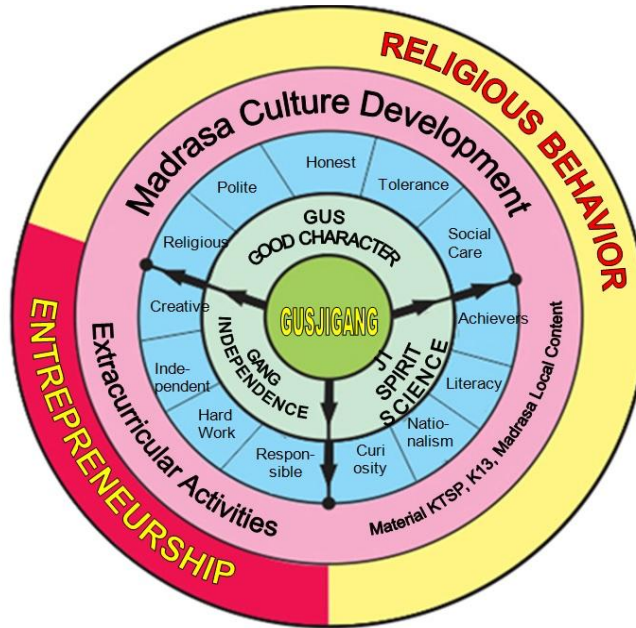 RELIGIOUS BEHAVIOR
ENTREPRENEURSHIP
Madrasa Culture Development
Extracurricular Activities
Material KTSP, K13, Madrasa Local Content
Religious
Polite
Honest
Tolerance
Social
Care
Achievers
Literacy
Natio-
nalism
Curi
osity
Respon-
sible
Hard
Work
Inde-
pendent
Creative
GUS
GOOD CHARACTER
JI
SPIRIT
SCIENCE
GANG
INDEPENDENCE
GUSJIGANG